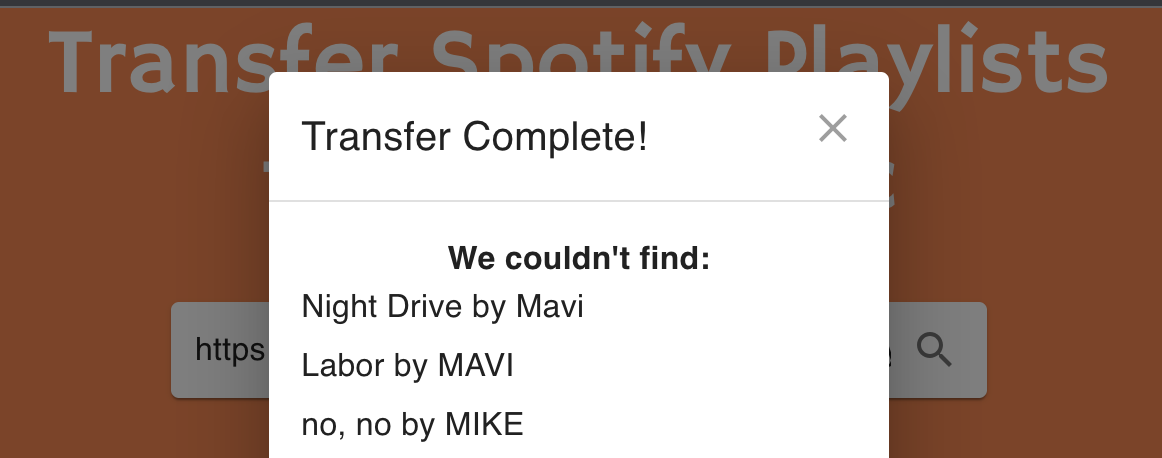 Transfer Spotify Playlists
Transfer Complete!
We couldn't find:
https
Night Drive by Mavi
Labor by MAVI
no, no by MIKE